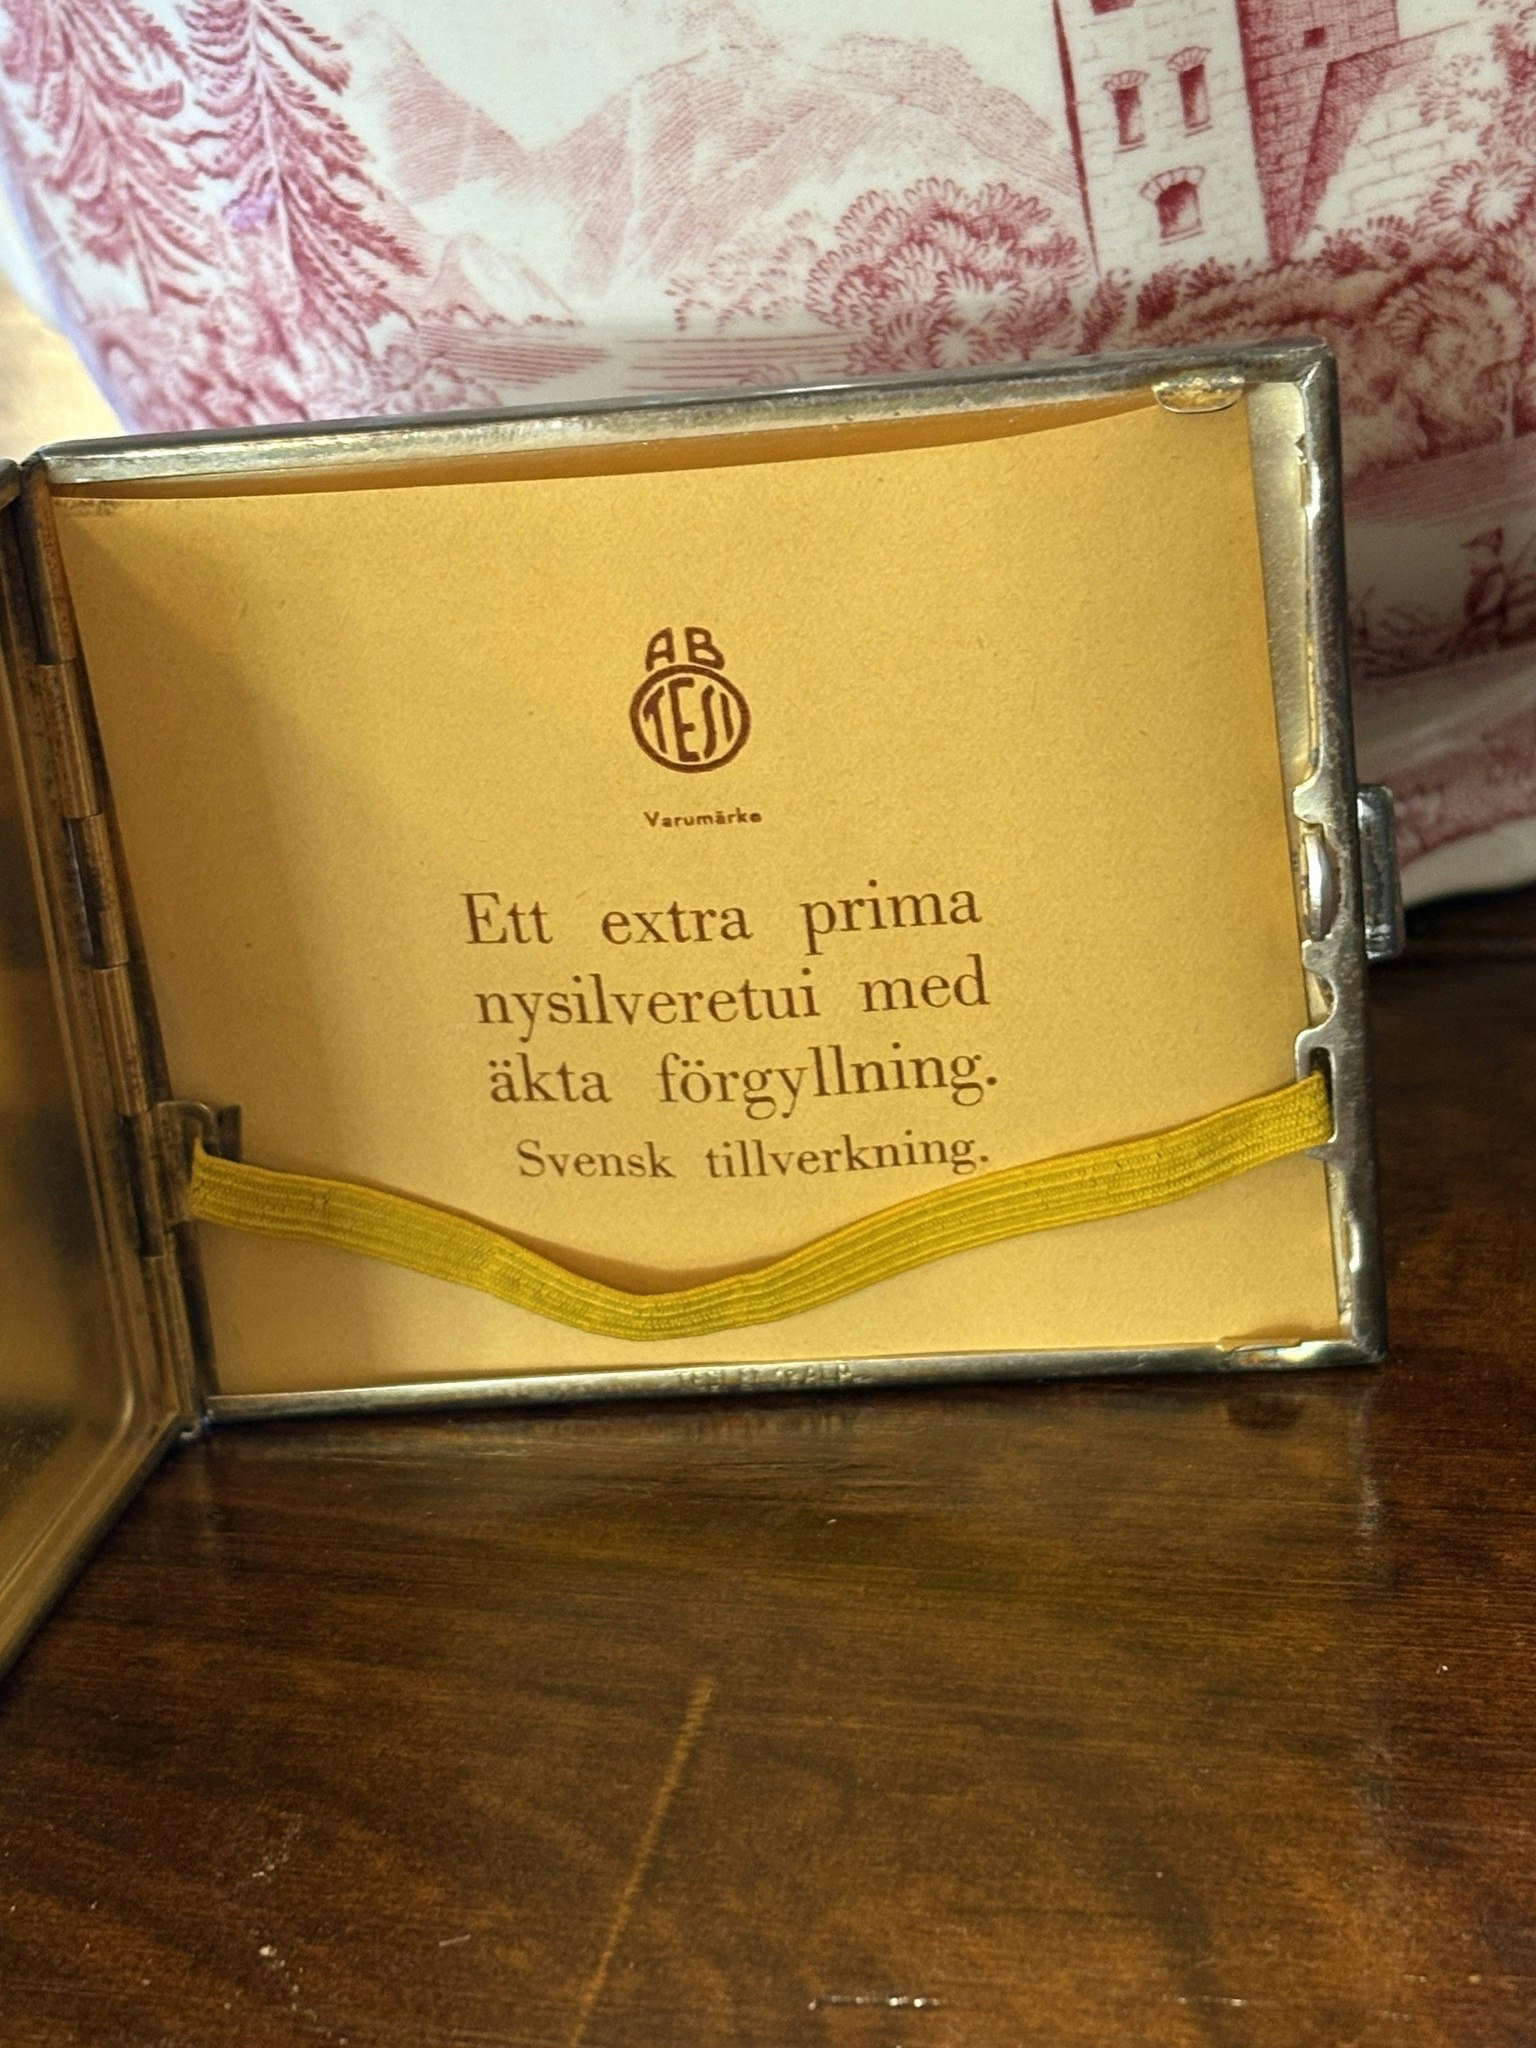 AB
TESI
Varumärke
Ett extra prima
nysilveretui med
äkta förgyllning.
Svensk tillverkning.